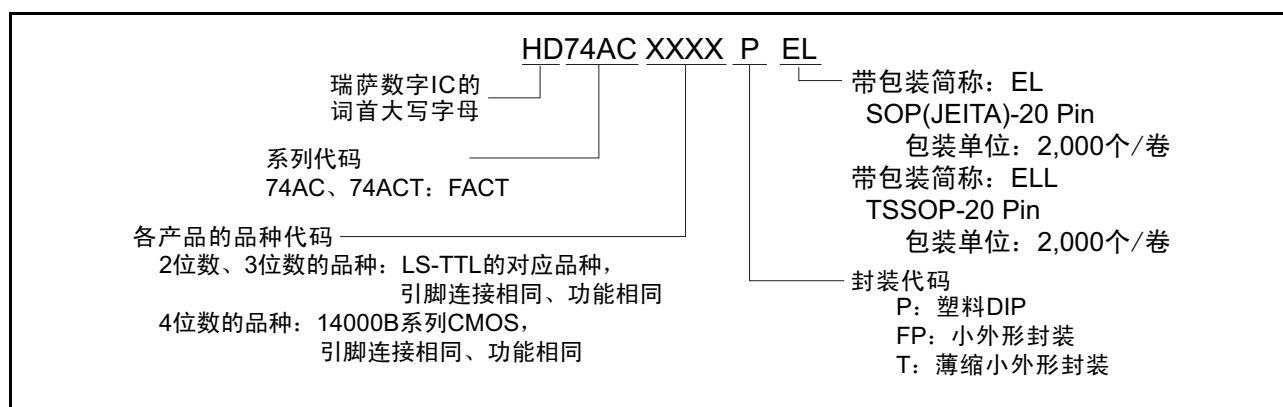 HD74AC XXXX P EL
瑞萨数字IC的
词首大写字母
系列代码
74AC、74ACT：FACT
各产品的品种代码
2位数、3位数的品种：LS-TTL的对应品种，
引脚连接相同、功能相同
4位数的品种：14000B系列CMOS，
引脚连接相同、功能相同
带包装简称：EL
SOP(JEITA)-20 Pin
包装单位：2,000个/卷
带包装简称：ELL
TSSOP-20 Pin
包装单位：2,000个/卷
封装代码
P：塑料DIP
FP：小外形封装
T：薄缩小外形封装